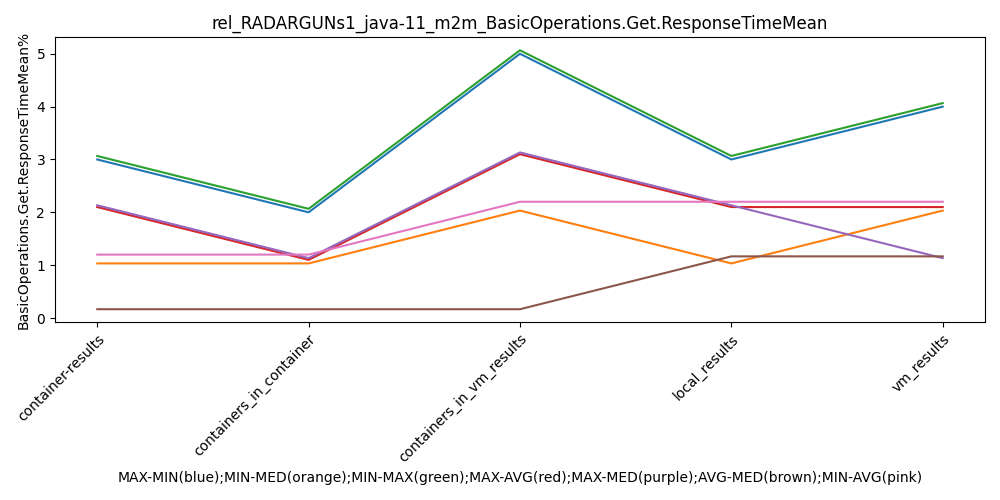 rel_RADARGUNs1_java-11_m2m_BasicOperations.Get.ResponseTimeMean
BasicOperations.Get.ResponseTimeMean%
5
4
3
2
1
0
container-results
containers_in_container
containers_in_vm_results
local_results
vm_results
MAX-MIN(blue);MIN-MED(orange);MIN-MAX(green);MAX-AVG(red);MAX-MED(purple);AVG-MED(brown);MIN-AVG(pink)